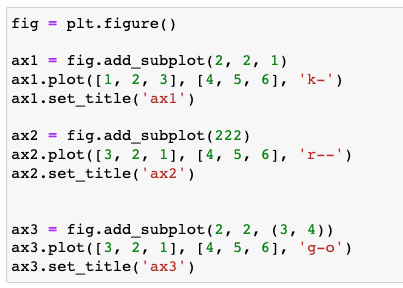 fig = plt.figure()
ax1 = fig.add_subplot(2, 2, 1)
ax1.plot([1, 2, 3], [4, 5, 6], 'k-')
ax1.set_title('ax1')
ax2 = fig.add_subplot(222)
ax2.plot([3, 2, 1], [4, 5, 6], 'r--')
ax2.set_title('ax2')
ax3 = fig.add_subplot(2, 2, (3, 4))
ax3.plot([3, 2, 1], [4, 5, 6], 'g-o')
ax3.set_title('ax3')